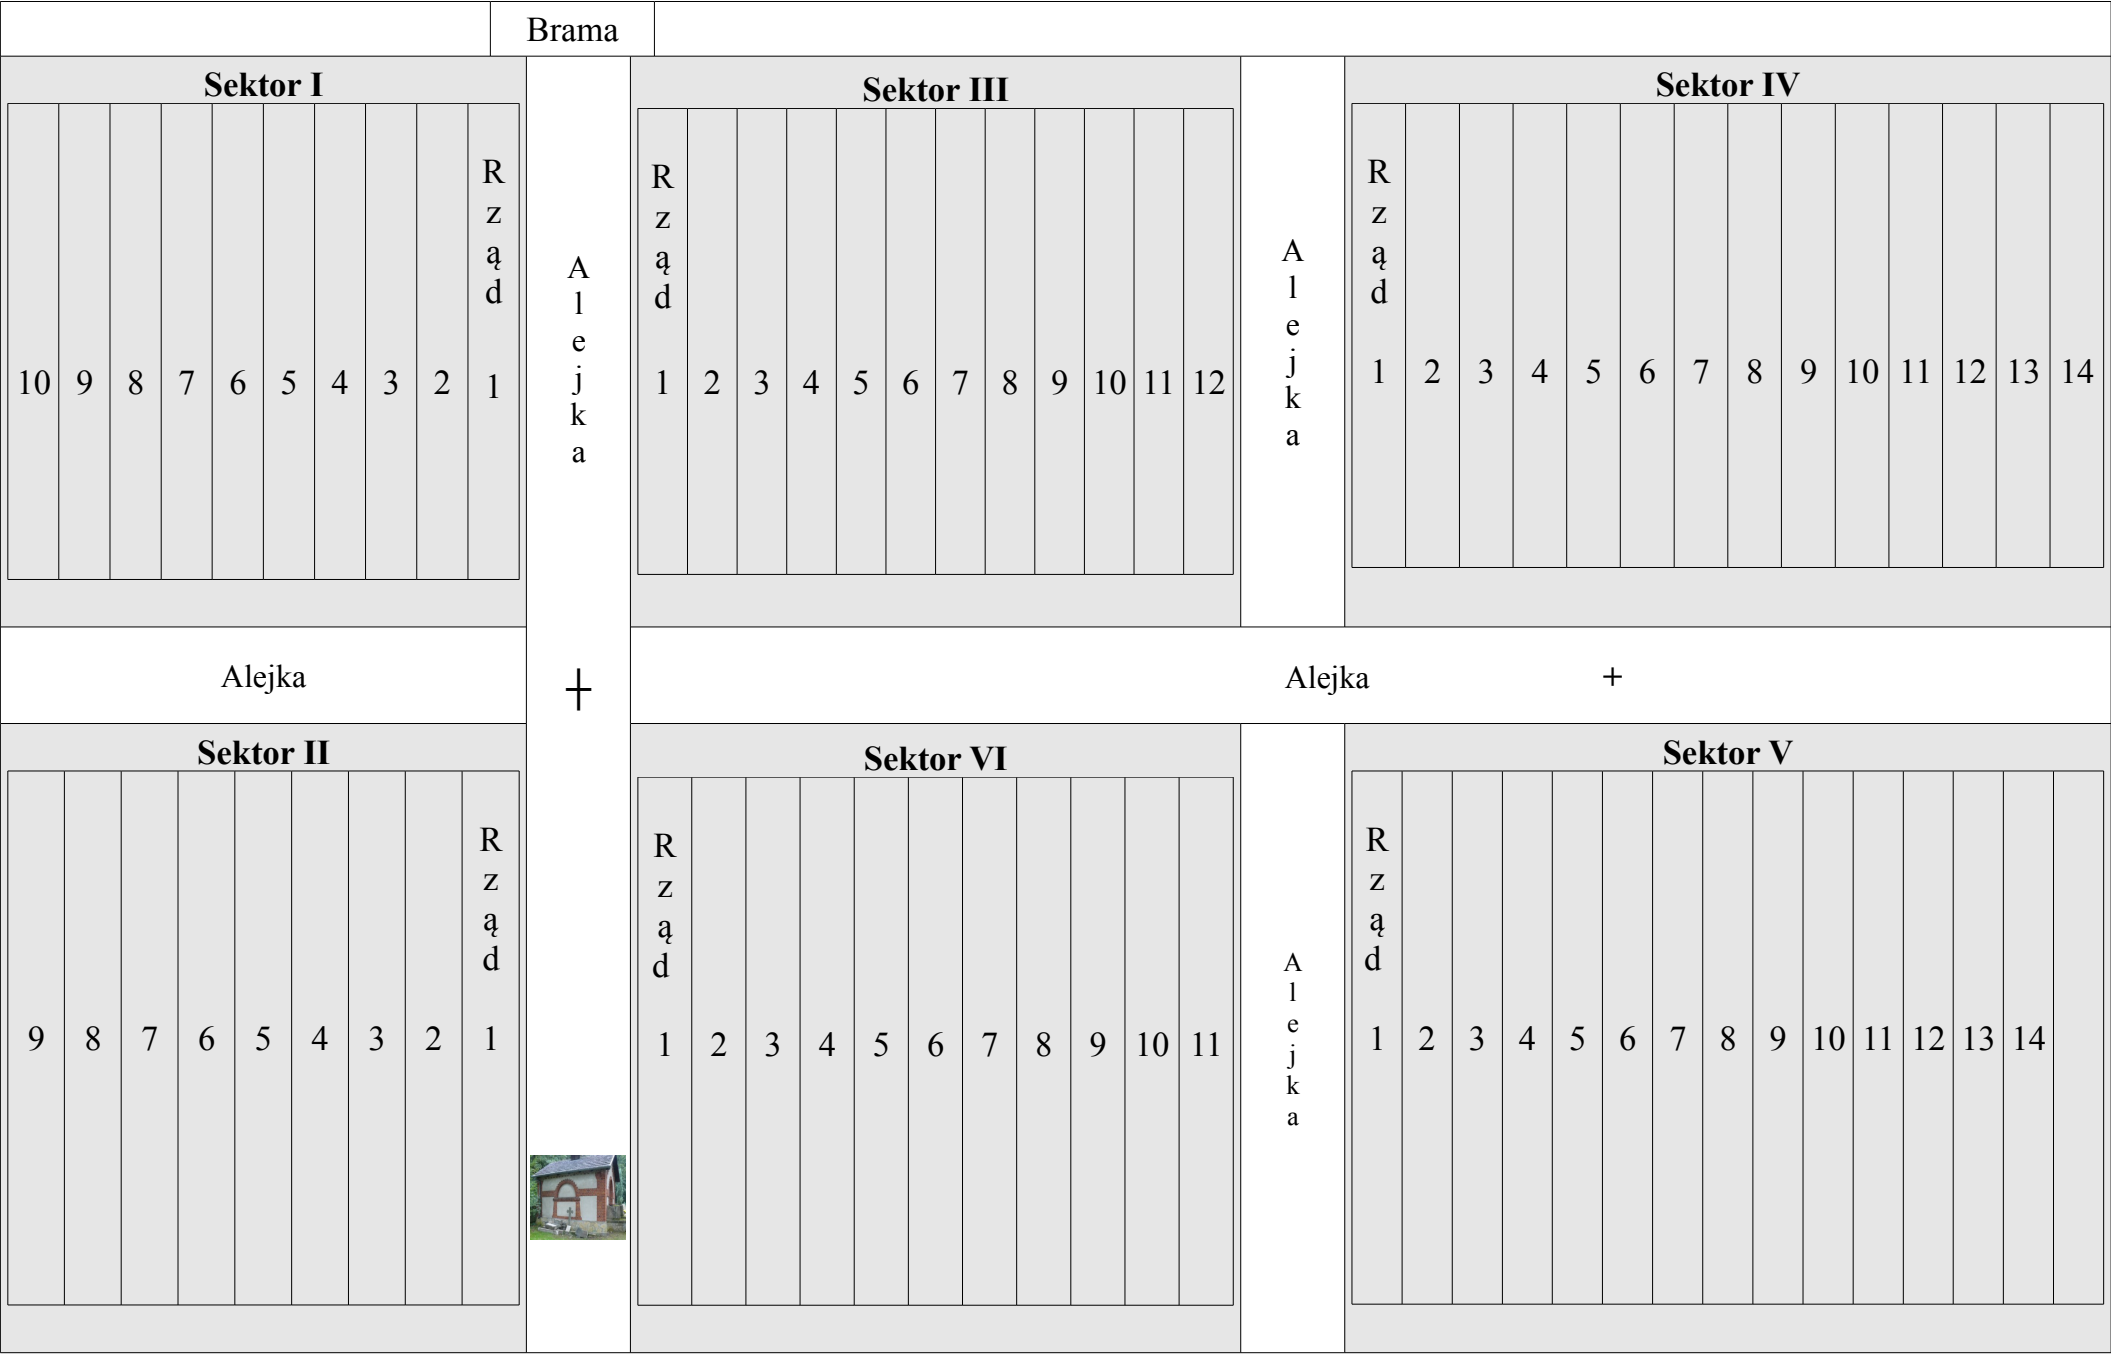 Brama
Sektor I
Rząd
10 9 8 7 6 5 4 3 2 1
Alejka
Sektor III
Rząd
1 2 3 4 5 6 7 8 9 10 11 12
Alejka
Sektor IV
Rząd
1 2 3 4 5 6 7 8 9 10 11 12 13 14
Alejka
+
Alejka +
Sektor II
Rząd
9 8 7 6 5 4 3 2 1
Sektor VI
Rząd
1 2 3 4 5 6 7 8 9 10 11
Alejka
Sektor V
Rząd
1 2 3 4 5 6 7 8 9 10 11 12 13 14